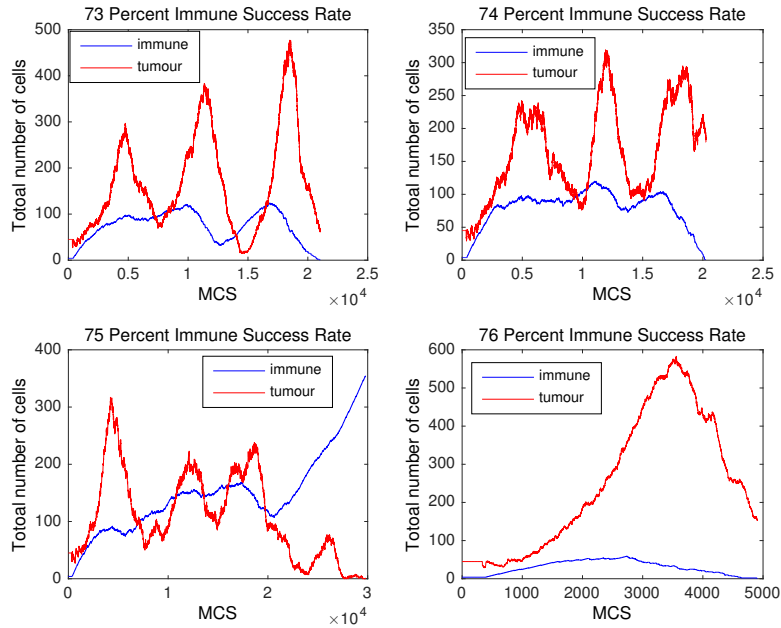 73 Percent Immune Success Rate
500
400
300
200
100
0
0 0.5 1 1.5 2 2.5
×10^4
MCS
Totoal number of cells
immune
tumour
74 Percent Immune Success Rate
350
300
250
200
150
100
50
0
0 0.5 1 1.5 2 2.5
×10^4
MCS
Totoal number of cells
immune
tumour
75 Percent Immune Success Rate
400
300
200
100
0
0 1 2 3
×10^4
MCS
Totoal number of cells
immune
tumour
76 Percent Immune Success Rate
600
500
400
300
200
100
0
0 1000 2000 3000 4000 5000
MCS
Totoal number of cells
immune
tumour